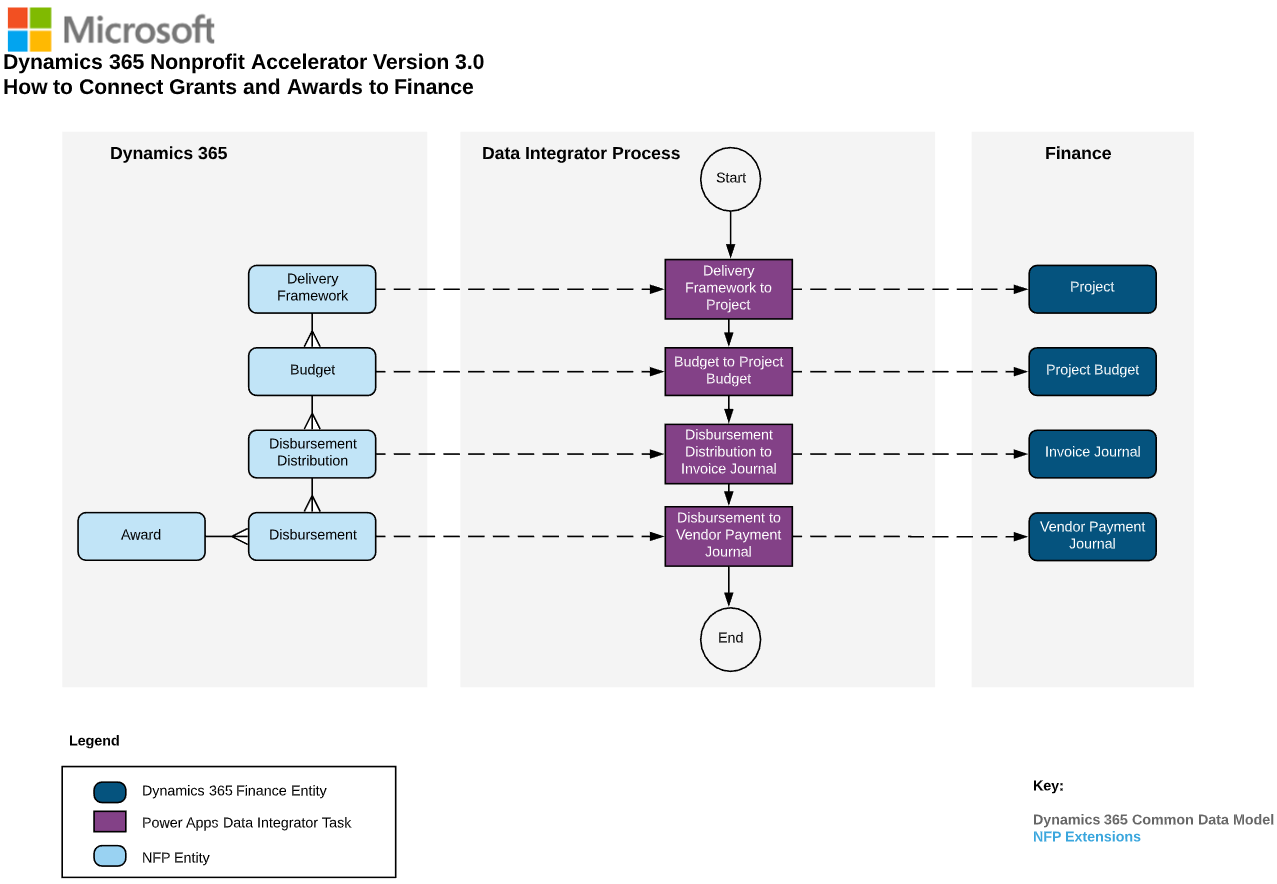 Microsoft
Dynamics 365 Nonprofit Accelerator Version 3.0
How to Connect Grants and Awards to Finance
Dynamics 365
Data Integrator Process
Finance
Start
Delivery
Framework
Delivery
Framework to
Project
Project
Budget
Budget to Project
Budget
Project Budget
Disbursement
Distribution
Disbursement
Distribution to
Invoice Journal
Invoice Journal
Award
Disbursement
Disbursement to
Vendor Payment
Journal
Vendor Payment
Journal
End
Legend
Dynamics 365 Finance Entity
Power Apps Data Integrator Task
NFP Entity
Key:
Dynamics 365 Common Data Model
NFP Extensions